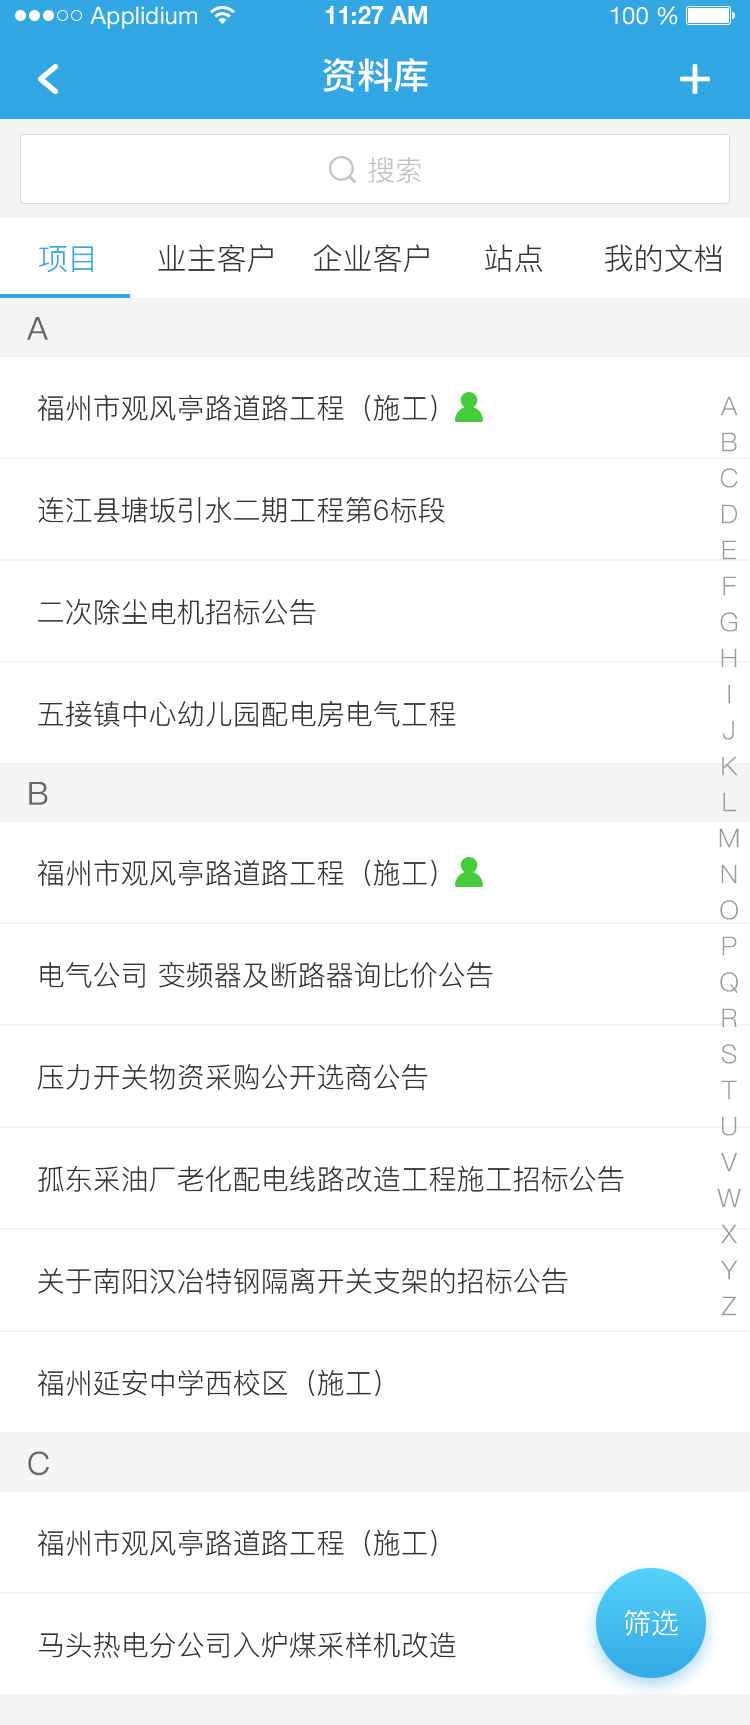 Applidium 11:27 AM 100 %
资料库
搜索
项目 业主客户 企业客户 站点 我的文档
A
福州市观风亭路道路工程（施工）
连江县塘坂引水二期工程第6标段
二次除尘电机招标公告
五接镇中心幼儿园配电房电气工程
B
福州市观风亭路道路工程（施工）
电气公司 变频器及断路器询比价公告
压力开关物资采购公开选商公告
孤东采油厂老化配电线路改造工程施工招标公告
关于南阳汉冶特钢隔离开关支架的招标公告
福州延安中学西校区（施工）
C
福州市观风亭路道路工程（施工）
马头热电分公司入炉煤采样机改造
筛选
A
B
C
D
E
F
G
H
I
J
K
L
M
N
O
P
Q
R
S
T
U
V
W
X
Y
Z